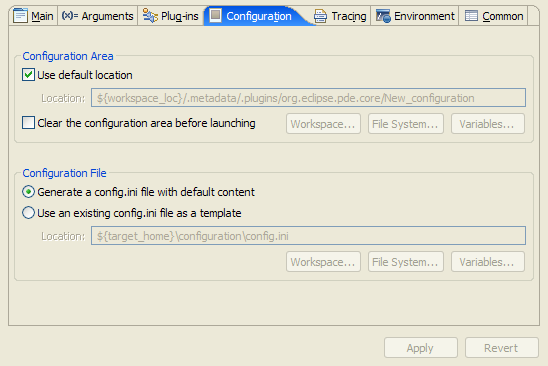 Main Arguments Plug-ins Configuration Tracing Environment Common
Configuration Area
Use default location
Location: ${workspace_loc}/.metadata/.plugins/org.eclipse.pde.core/New_configuration
Clear the configuration area before launching Workspace... File System... Variables...
Configuration File
Generate a config.ini file with default content
Use an existing config.ini file as a template
Location: ${target_home}\configuration\config.ini
Workspace... File System... Variables...
Apply Revert